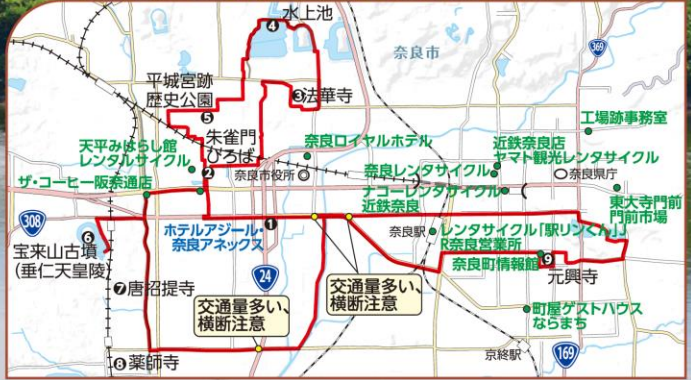 水上池
❹
奈良市
369
平城宮跡
歴史公園
❸法華寺
❺
工場跡事務室
朱雀門
ひろば
天平みはらし館
レンタルサイクル
❷
奈良ロイヤルホテル
近鉄奈良店
ヤマト観光レンタサイクル
奈良市役所
奈良レンタサイクル
奈良県庁
ザ・コーヒー阪奈通店
ナコーレンタサイクル
近鉄奈良
東大寺門前
門前市場
308
❶
ホテルアジール・
奈良アネックス
奈良駅
レンタサイクル「駅リンくん」
R奈良営業所
❻
宝来山古墳
(垂仁天皇陵)
24
奈良町情報館
❾
元興寺
❼唐招提寺
交通量多い、
横断注意
交通量多い、
横断注意
町屋ゲストハウス
ならまち
❽薬師寺
京終駅
169